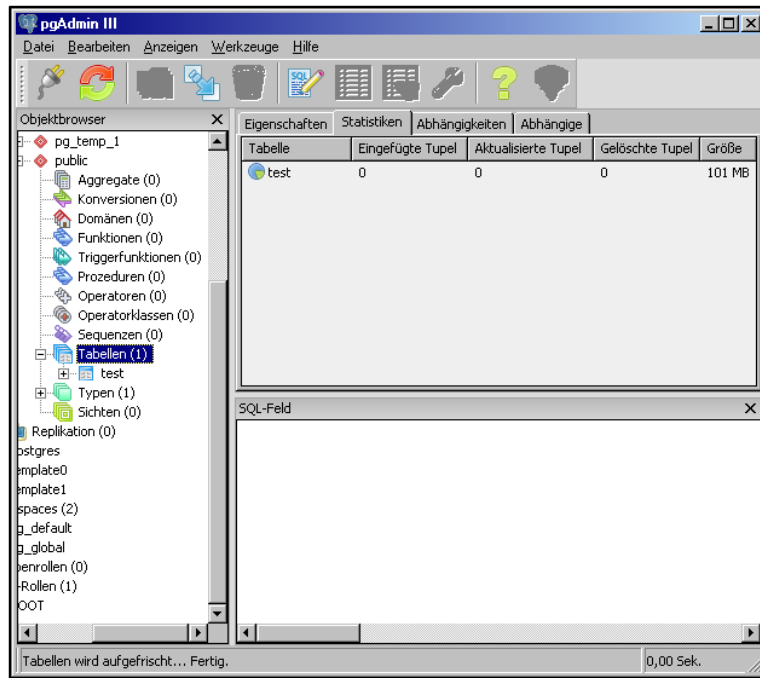 pgAdmin III
Datei Bearbeiten Anzeigen Werkzeuge Hilfe
SQL
Objektbrowser
pg_temp_1
public
Aggregate (0)
Konversionen (0)
Domänen (0)
Funktionen (0)
Triggerfunktionen (0)
Prozeduren (0)
Operatoren (0)
Operatorklassen (0)
Sequenzen (0)
Tabellen (1)
test
Typen (1)
Sichten (0)
Replikation (0)
ostgres
emplate0
emplate1
spaces (2)
g_default
g_global
penrollen (0)
-Rollen (1)
OOT
Eigenschaften Statistiken Abhängigkeiten Abhängige
Tabelle Eingefügte Tupel Aktualisierte Tupel Gelöschte Tupel Größe
test 0 0 0 101 MB
SQL-Feld
Tabellen wird aufgefrischt... Fertig. 0,00 Sek.